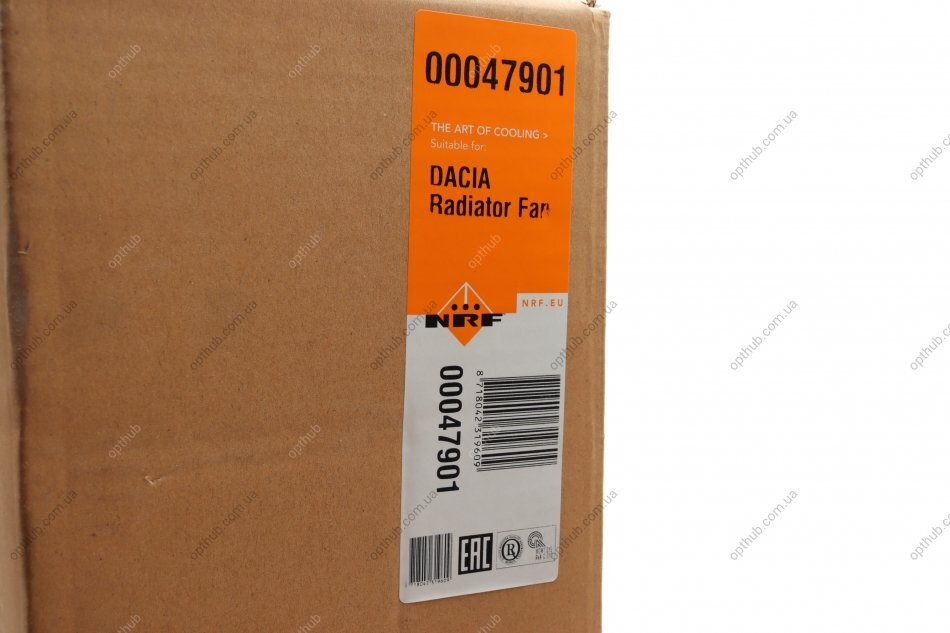 00047901
THE ART OF COOLING >
Suitable for:
DACIA
Radiator Fan
NRF.EU
NRF
00047901
8 718042 319609
EAC
R
opthub.com.ua